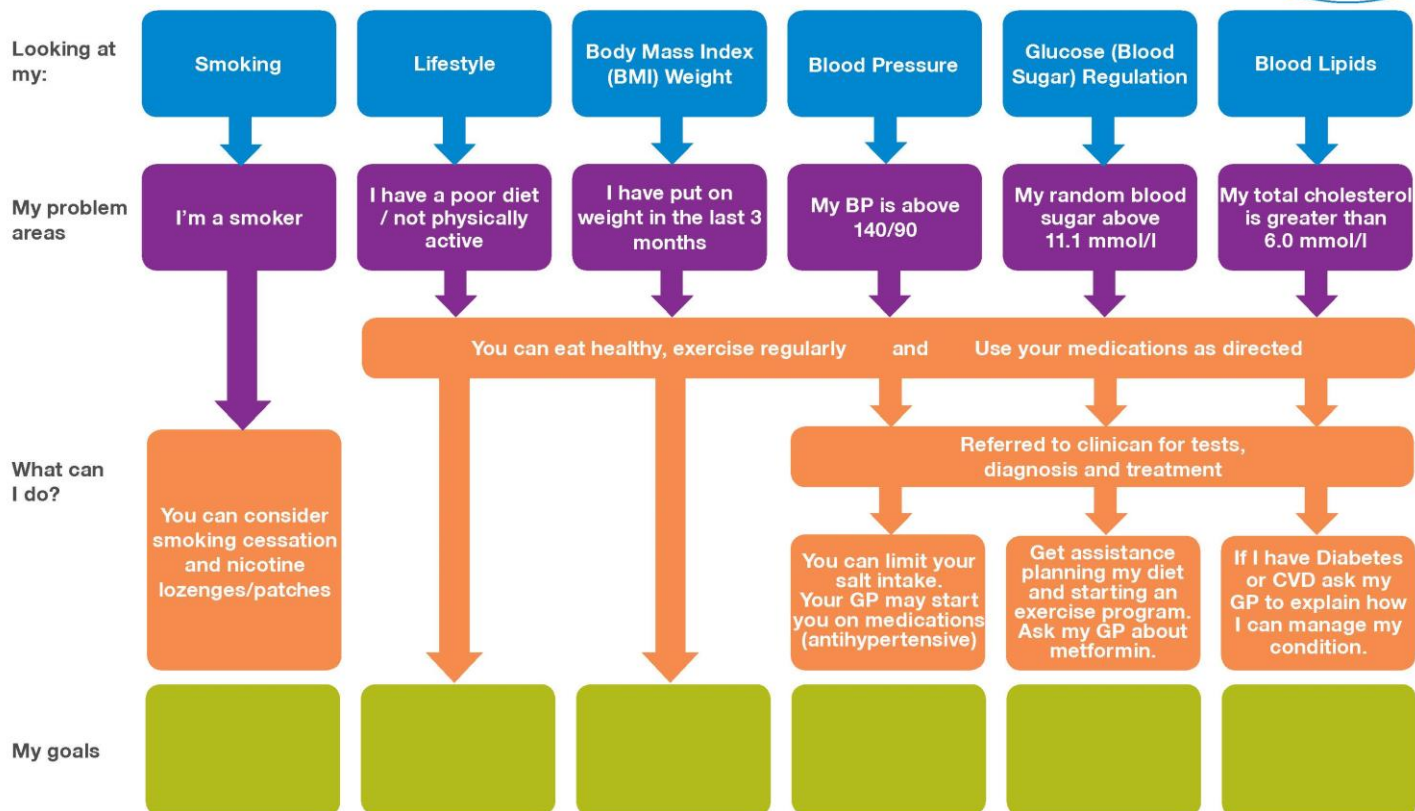 Looking at
my:
Smoking
Lifestyle
Body Mass Index
(BMI) Weight
Blood Pressure
Glucose (Blood
Sugar) Regulation
Blood Lipids
My problem
areas
I'm a smoker
I have a poor diet
/ not physically
active
I have put on
weight in the last 3
months
My BP is above
140/90
My random blood
sugar above
11.1 mmol/l
My total cholesterol
is greater than
6.0 mmol/l
You can eat healthy, exercise regularly and Use your medications as directed
What can
I do?
You can consider
smoking cessation
and nicotine
lozenges/patches
Referred to clinican for tests,
diagnosis and treatment
You can limit your
salt intake.
Your GP may start
you on medications
(antihypertensive)
Get assistance
planning my diet
and starting an
exercise program.
Ask my GP about
metformin.
If I have Diabetes
or CVD ask my
GP to explain how
I can manage my
condition.
My goals